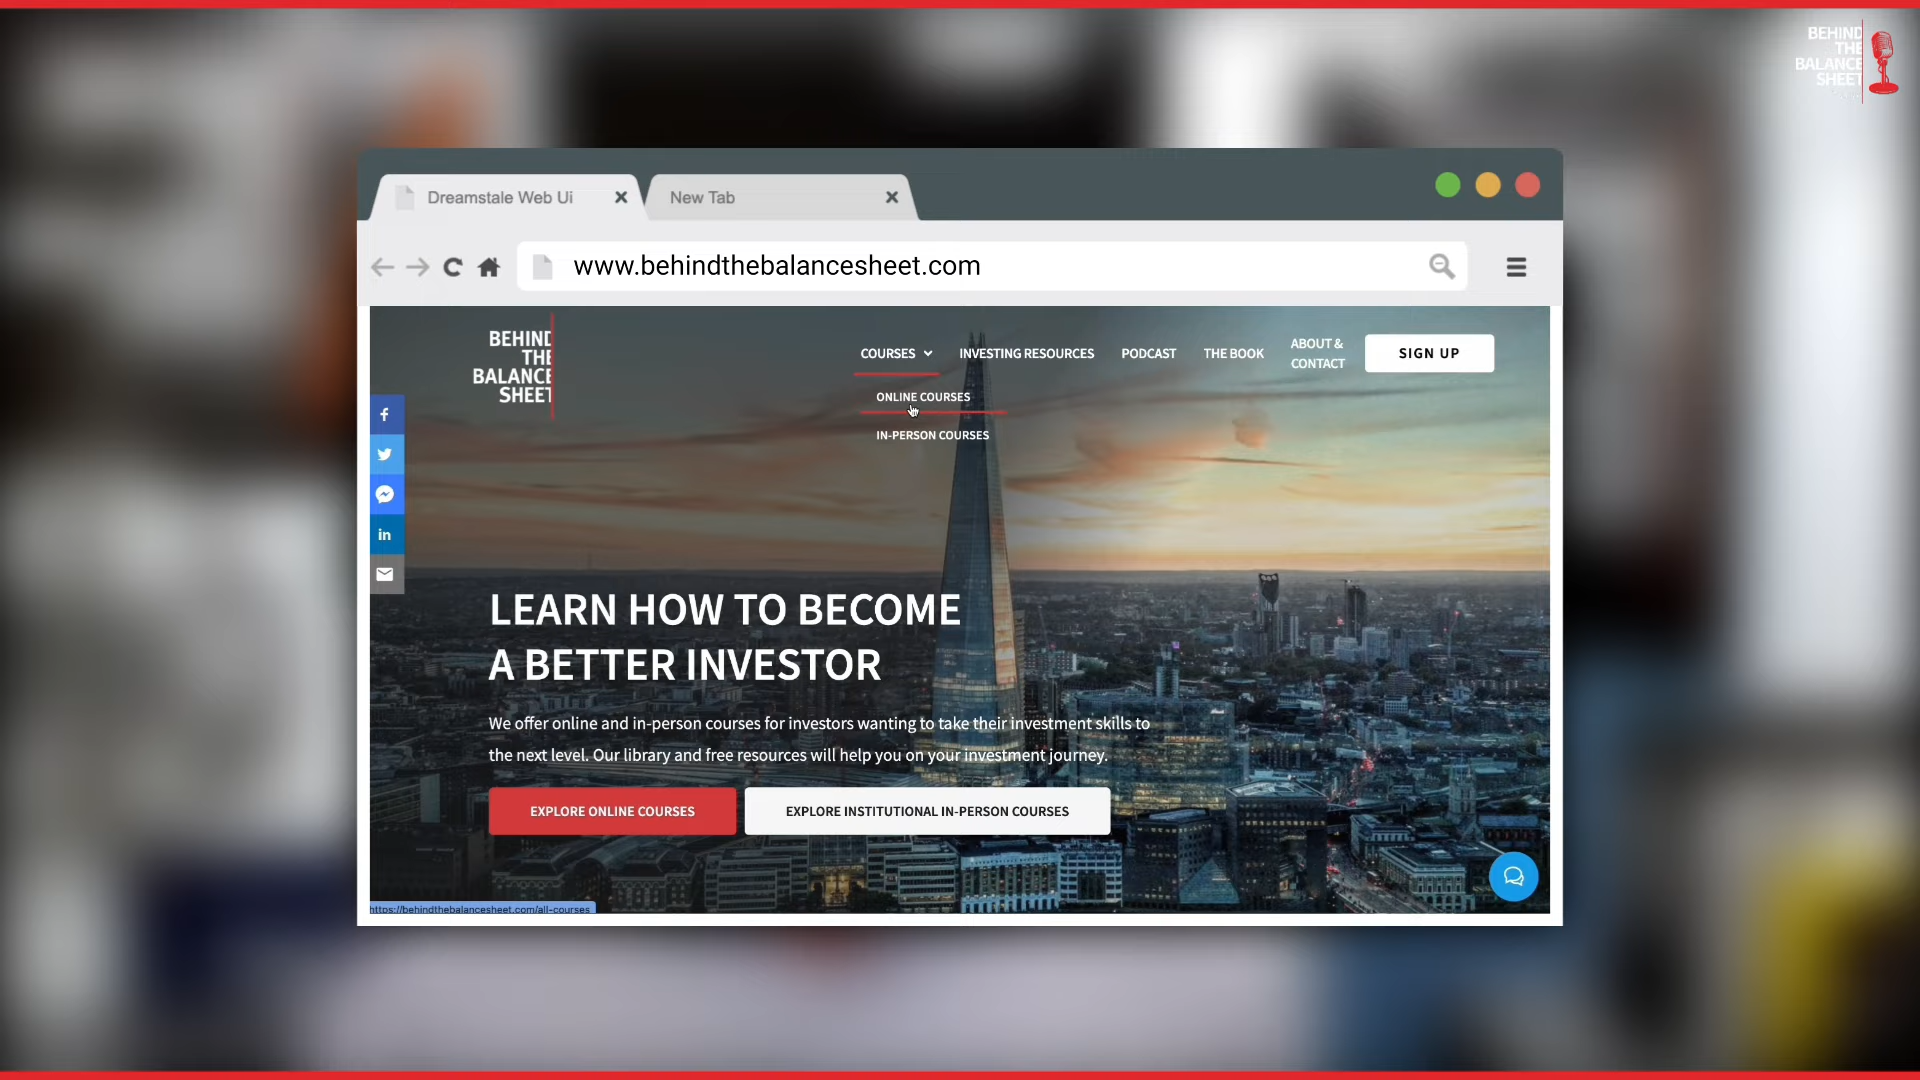 BEHIND
THE
BALANCE
SHEET
Dreamstale Web Ui
New Tab
www.behindthebalancesheet.com
BEHIND
THE
BALANCE
SHEET
COURSES
INVESTING RESOURCES
PODCAST
THE BOOK
ABOUT &
CONTACT
SIGN UP
ONLINE COURSES
IN-PERSON COURSES
in
LEARN HOW TO BECOME
A BETTER INVESTOR
We offer online and in-person courses for investors wanting to take their investment skills to
the next level. Our library and free resources will help you on your investment journey.
EXPLORE ONLINE COURSES
EXPLORE INSTITUTIONAL IN-PERSON COURSES
https://behindthebalancesheet.com/all-courses